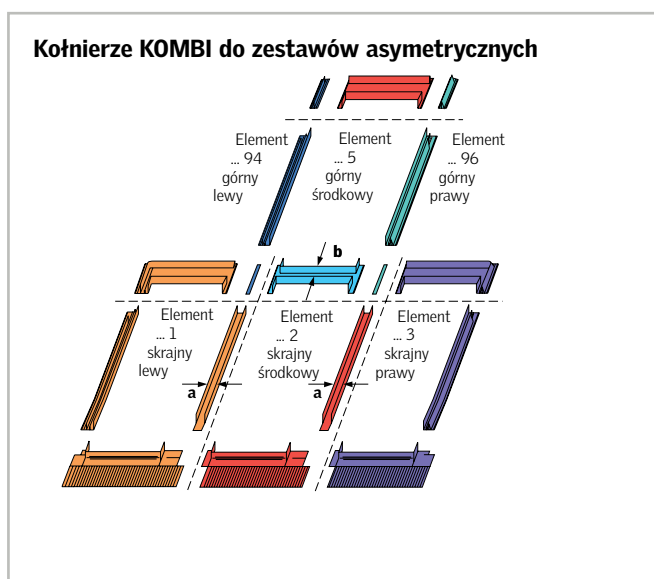 Kołnierze KOMBI do zestawów asymetrycznych
Element
... 94
górny
lewy
Element
... 5
górny
środkowy
Element
... 96
górny
prawy
b
Element
... 1
skrajny
lewy
a
Element
... 2
skrajny
środkowy
a
Element
... 3
skrajny
prawy